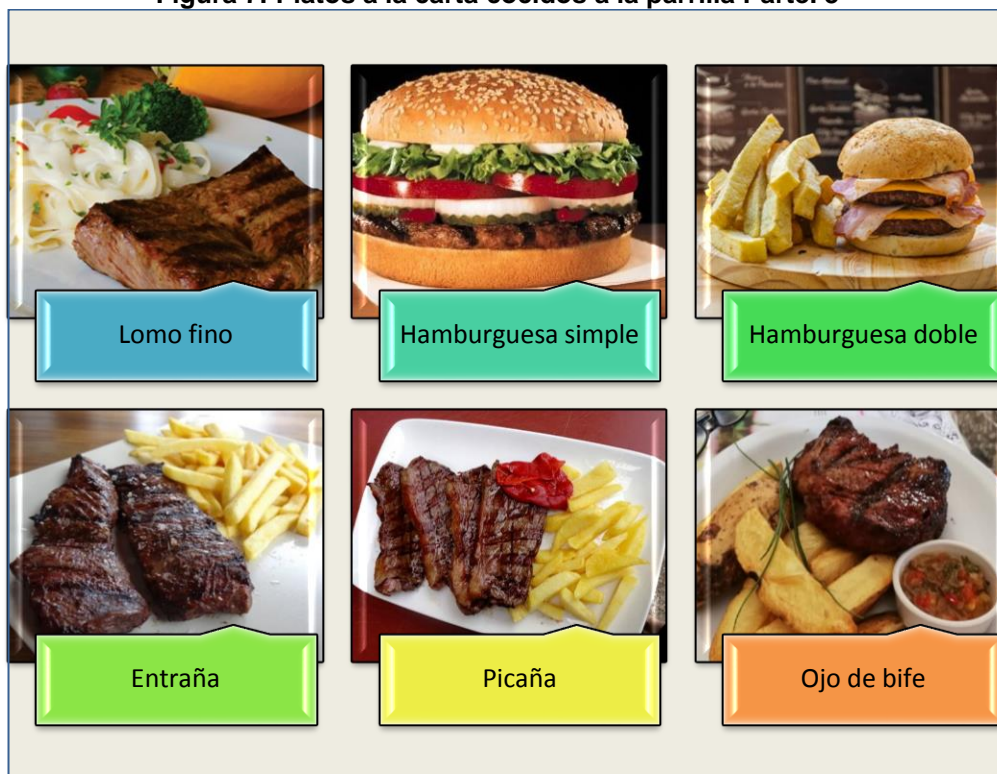 Figura 7. Platos a la carta cocidos a la parrilla Parte. 3
Lomo fino
Hamburguesa simple
Hamburguesa doble
Entraña
Picaña
Ojo de bife